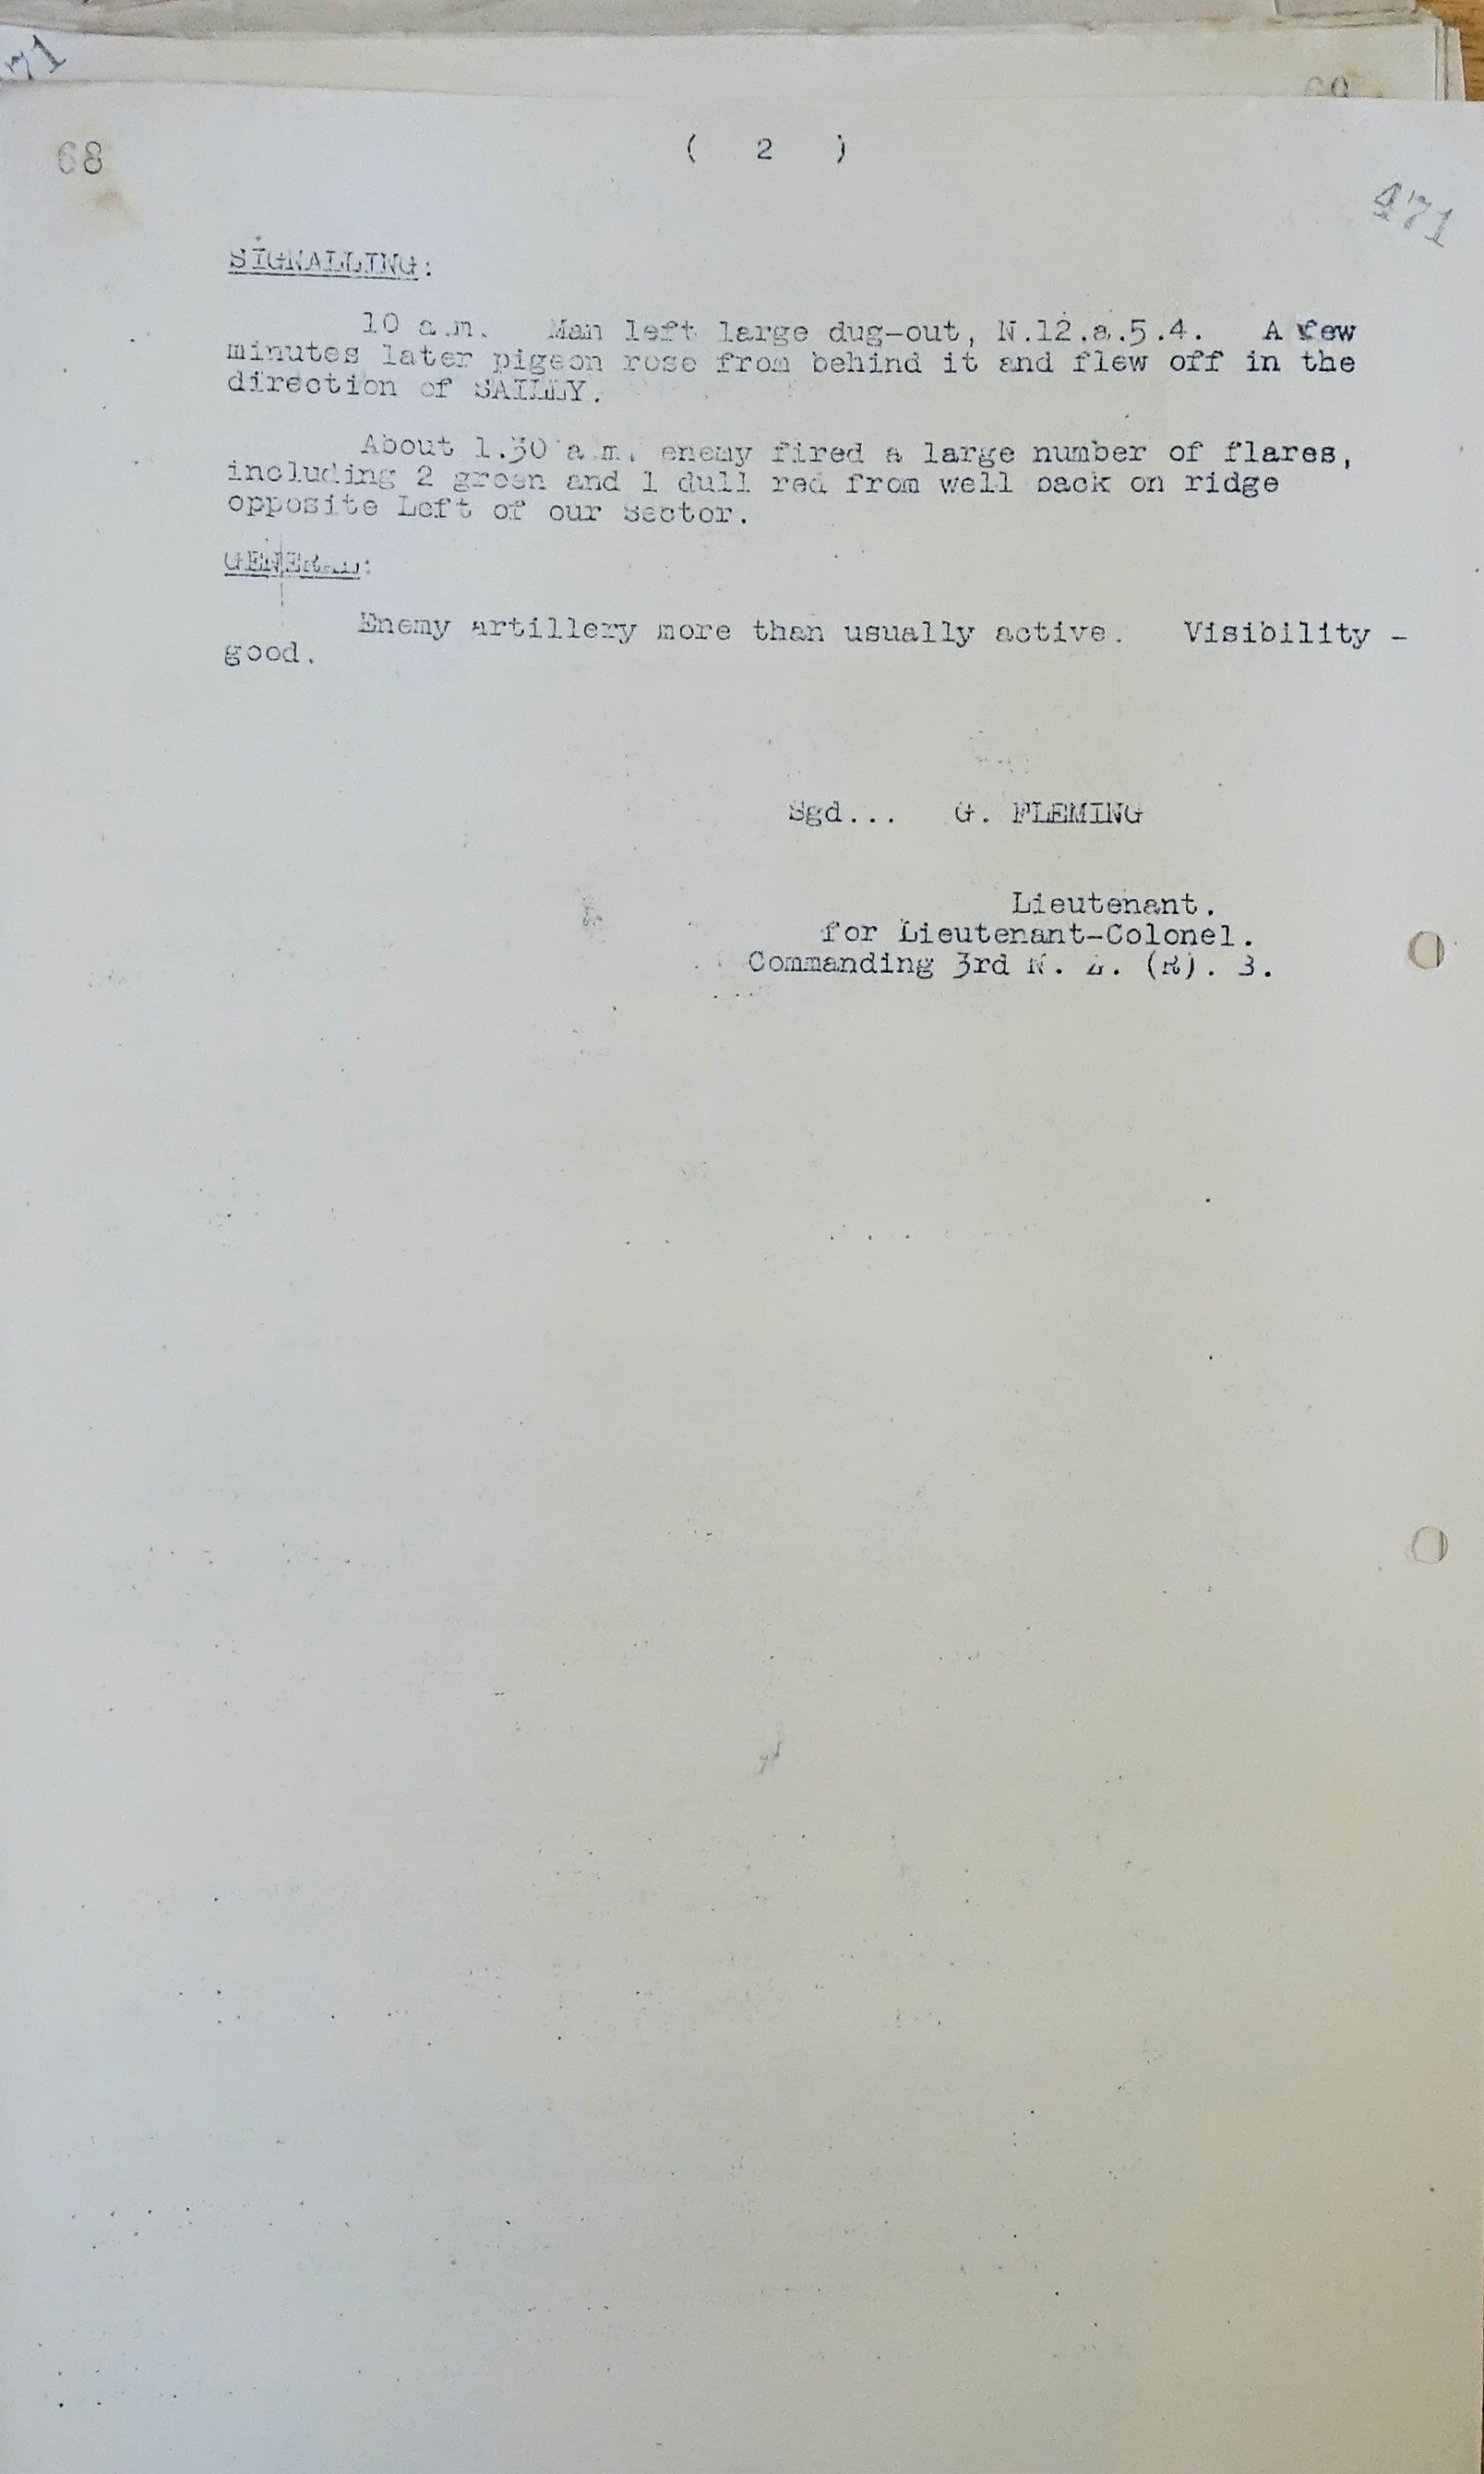 71
69
68
( 2 )
471
SIGNALLING:
10 a.m. Man left large dug-out, N.12.a.5.4. A few
minutes later pigeon rose from behind it and flew off in the
direction of SAILLY.
About 1.30 a.m. enemy fired a large number of flares,
including 2 green and 1 dull red from well back on ridge
opposite Left of our Sector.
GENERAL:
Enemy artillery more than usually active. Visibility -
good.
Sgd... G. FLEMING
Lieutenant.
for Lieutenant-Colonel.
Commanding 3rd N. Z. (R). B.